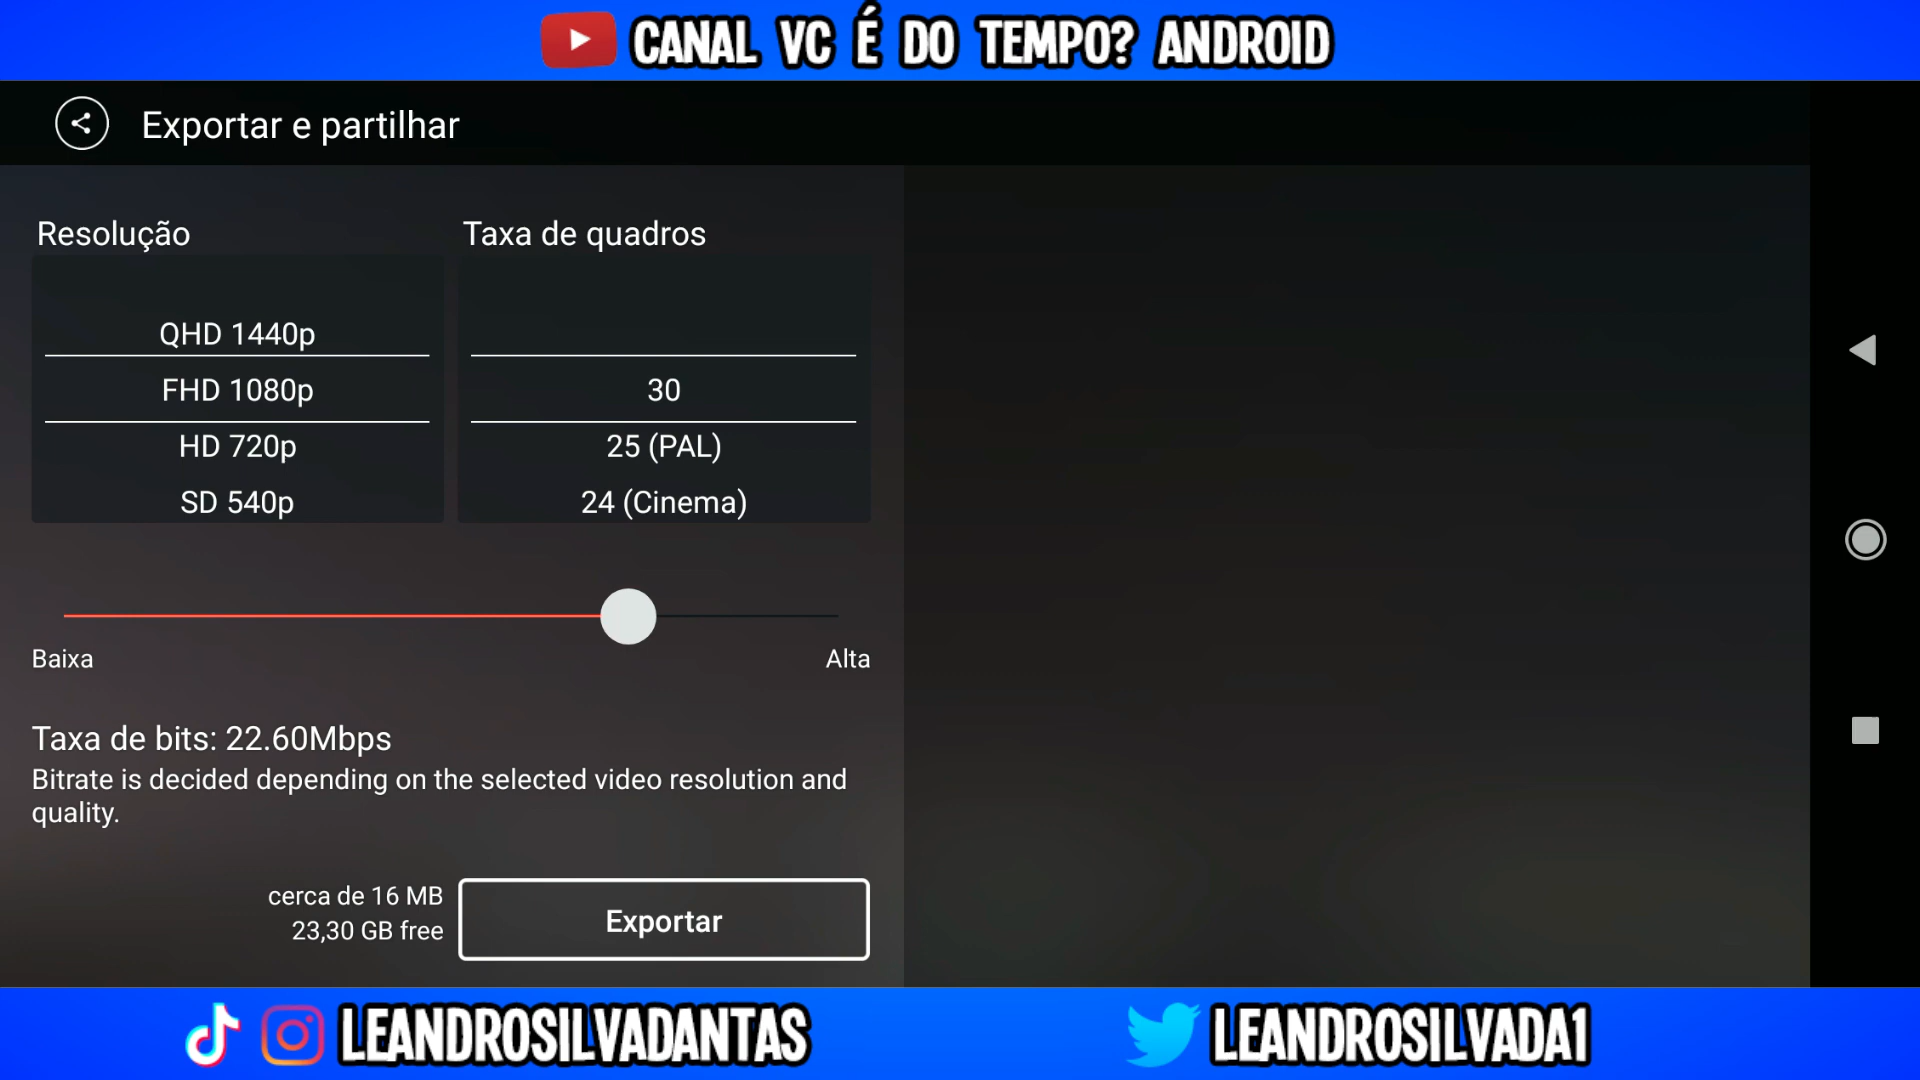 CANAL VC É DO TEMPO? ANDROID
Exportar e partilhar
Resolução
Taxa de quadros
QHD 1440p
FHD 1080p
30
HD 720p
25 (PAL)
SD 540p
24 (Cinema)
Baixa
Alta
Taxa de bits: 22.60Mbps
Bitrate is decided depending on the selected video resolution and
quality.
cerca de 16 MB
23,30 GB free
Exportar
LEANDROSILVADANTAS
LEANDROSILVADA1